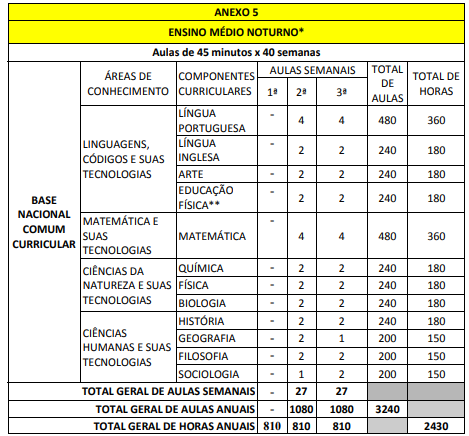 ANEXO 5
ENSINO MÉDIO NOTURNO*
Aulas de 45 minutos x 40 semanas
ÁREAS DE CONHECIMENTO COMPONENTES CURRICULARES AULAS SEMANAIS TOTAL DE AULAS TOTAL DE HORAS
1ª 2ª 3ª
BASE NACIONAL COMUM CURRICULAR
LINGUAGENS, CÓDIGOS E SUAS TECNOLOGIAS
LÍNGUA PORTUGUESA - 4 4 480 360
LÍNGUA INGLESA - 2 2 240 180
ARTE - 2 2 240 180
EDUCAÇÃO FÍSICA** - 2 2 240 180
MATEMÁTICA E SUAS TECNOLOGIAS
MATEMÁTICA - 4 4 480 360
CIÊNCIAS DA NATUREZA E SUAS TECNOLOGIAS
QUÍMICA - 2 2 240 180
FÍSICA - 2 2 240 180
BIOLOGIA - 2 2 240 180
CIÊNCIAS HUMANAS E SUAS TECNOLOGIAS
HISTÓRIA - 2 2 240 180
GEOGRAFIA - 2 1 200 150
FILOSOFIA - 2 2 200 150
SOCIOLOGIA - 1 2 200 150
TOTAL GERAL DE AULAS SEMANAIS - 27 27
TOTAL GERAL DE AULAS ANUAIS - 1080 1080 3240
TOTAL GERAL DE HORAS ANUAIS 810 810 810 2430